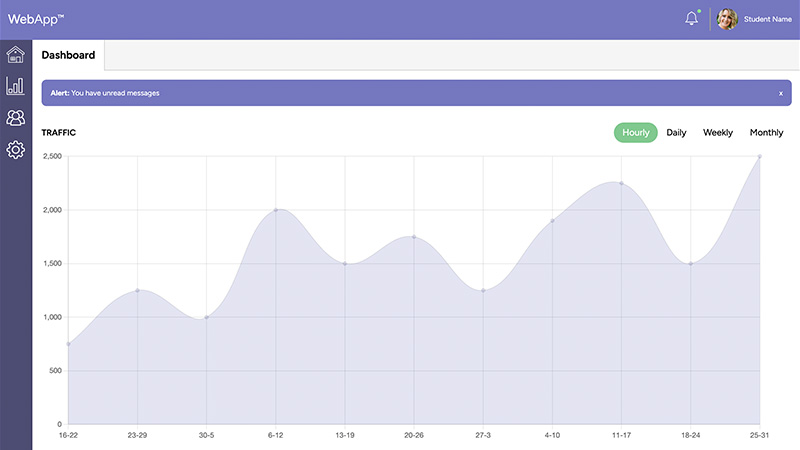 WebApp™
Student Name
Dashboard
Alert: You have unread messages
x
TRAFFIC
Hourly Daily Weekly Monthly
2,500
2,000
1,500
1,000
500
0
16-22 23-29 30-5 6-12 13-19 20-26 27-3 4-10 11-17 18-24 25-31